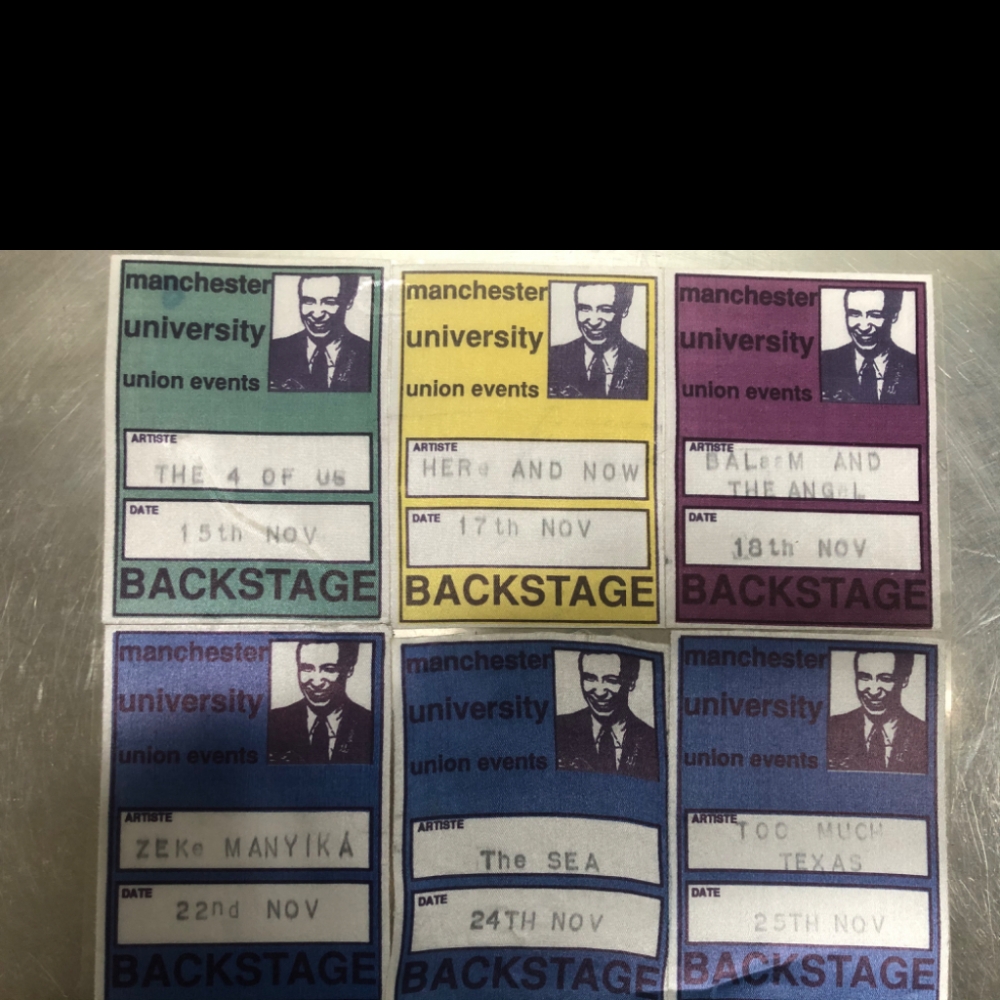 manchester
university
union events
ARTISTE
THE 4 OF US
DATE
15th NOV
BACKSTAGE
manchester
university
union events
ARTISTE
HERe AND NOW
DATE
17th NOV
BACKSTAGE
manchester
university
union events
ARTISTE
BALeeM AND
THE ANGeL
DATE
18th NOV
BACKSTAGE
manchester
university
union events
ARTISTE
ZEKe MANYIKA
DATE
22nd NOV
BACKSTAGE
manchester
university
union events
ARTISTE
The SEA
DATE
24TH NOV
BACKSTAGE
manchester
university
union events
ARTISTE
TOO MUCH
TEXAS
DATE
25TH NOV
BACKSTAGE